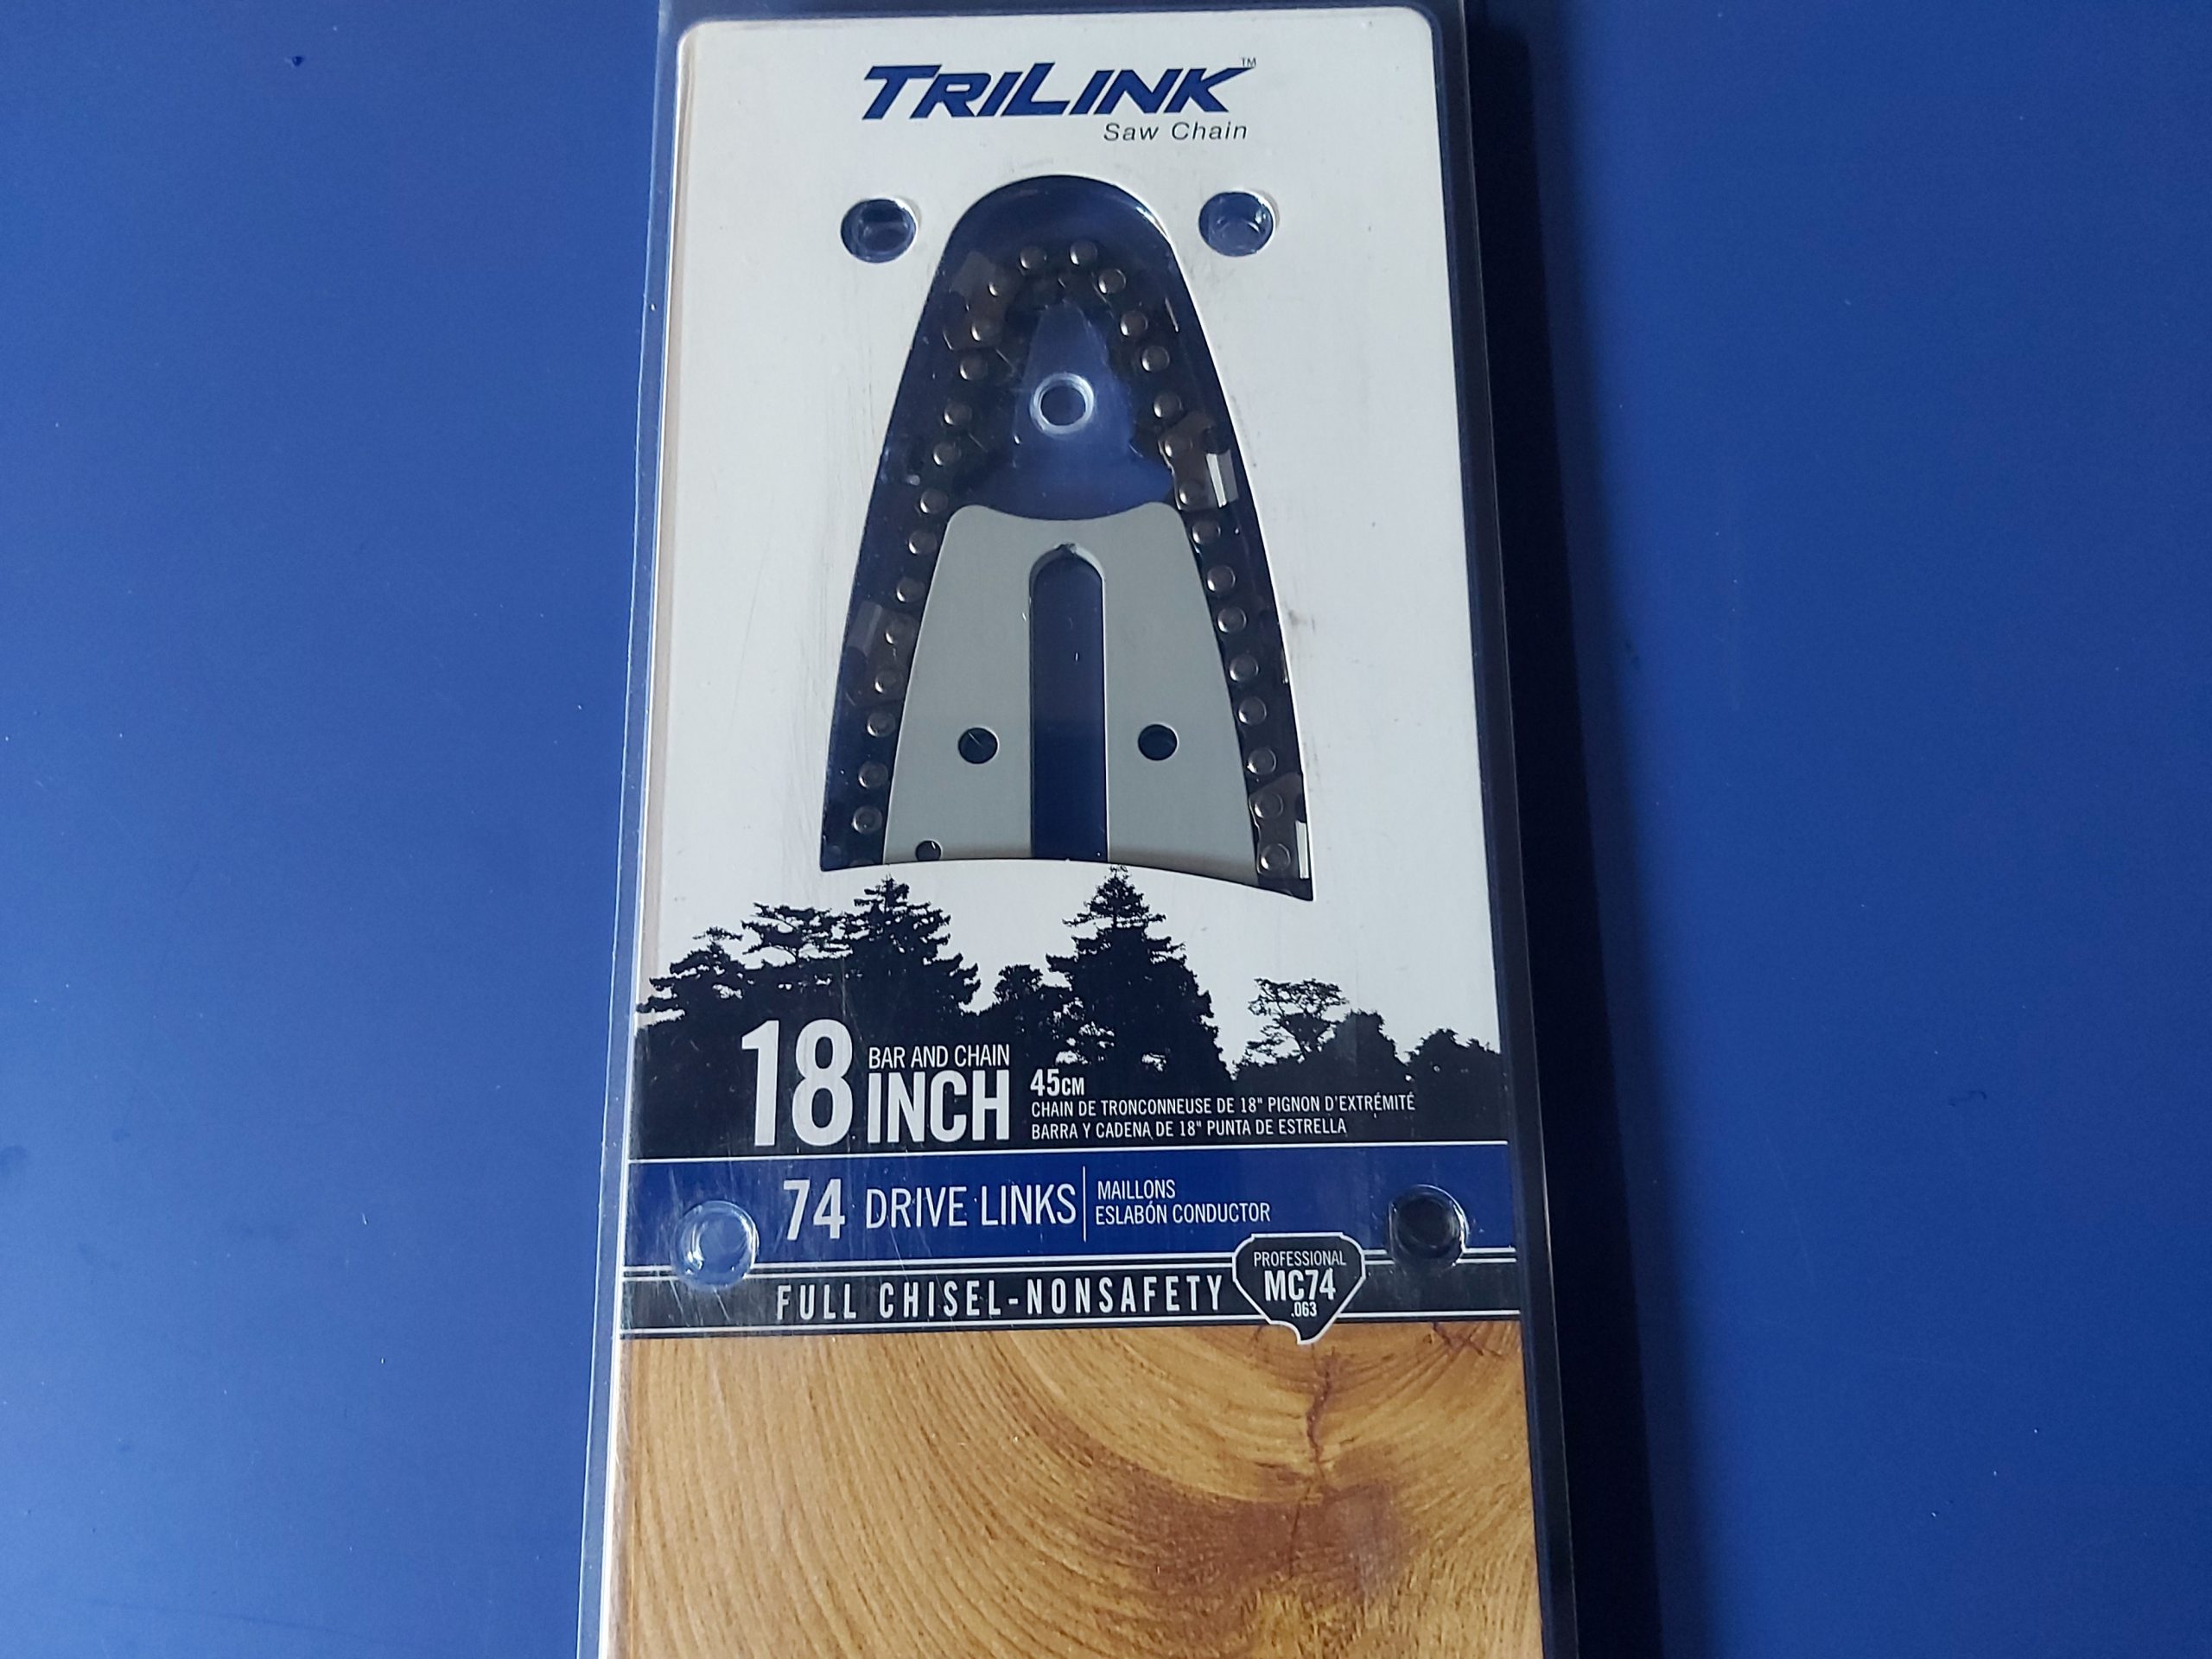 TRILINK™
Saw Chain
18 BAR AND CHAIN
INCH
45CM
CHAIN DE TRONCONNEUSE DE 18" PIGNON D'EXTRÉMITÉ
BARRA Y CADENA DE 18" PUNTA DE ESTRELLA
74 DRIVE LINKS
MAILLONS
ESLABÓN CONDUCTOR
FULL CHISEL-NONSAFETY
PROFESSIONAL
MC74
.063